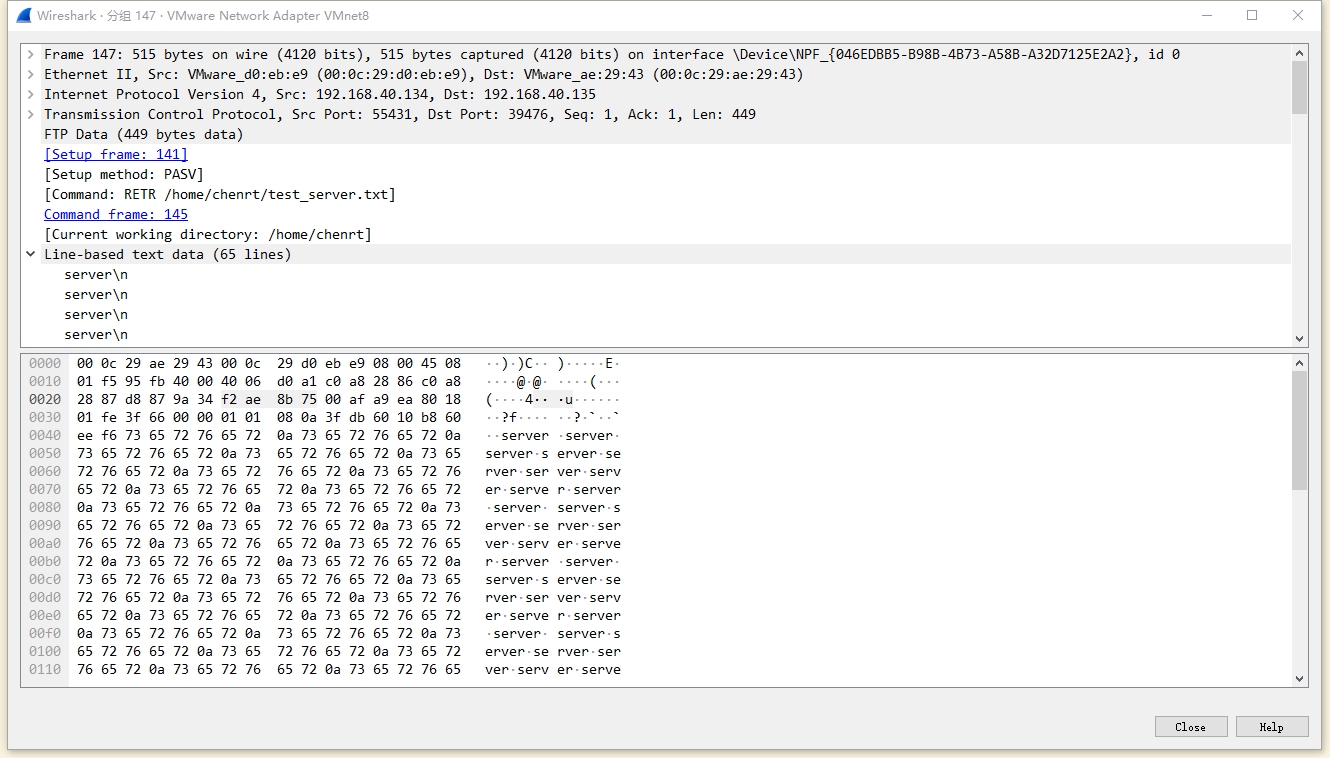 Wireshark · 分组 147 · VMware Network Adapter VMnet8
Frame 147: 515 bytes on wire (4120 bits), 515 bytes captured (4120 bits) on interface \Device\NPF_{046EDBB5-B98B-4B73-A58B-A32D7125E2A2}, id 0
Ethernet II, Src: VMware_d0:eb:e9 (00:0c:29:d0:eb:e9), Dst: VMware_ae:29:43 (00:0c:29:ae:29:43)
Internet Protocol Version 4, Src: 192.168.40.134, Dst: 192.168.40.135
Transmission Control Protocol, Src Port: 55431, Dst Port: 39476, Seq: 1, Ack: 1, Len: 449
FTP Data (449 bytes data)
[Setup frame: 141]
[Setup method: PASV]
[Command: RETR /home/chenrt/test_server.txt]
Command frame: 145
[Current working directory: /home/chenrt]
Line-based text data (65 lines)
server\n
server\n
server\n
server\n
0000 00 0c 29 ae 29 43 00 0c 29 d0 eb e9 08 00 45 08 ··)·)C·· )·····E·
0010 01 f5 95 fb 40 00 40 06 d0 a1 c0 a8 28 86 c0 a8 ····@·@· ····(···
0020 28 87 d8 87 9a 34 f2 ae 8b 75 00 af a9 ea 80 18 (····4·· ·u······
0030 01 fe 3f 66 00 00 01 01 08 0a 3f db 60 10 b8 60 ··?f···· ··?·`··`
0040 ee f6 73 65 72 76 65 72 0a 73 65 72 76 65 72 0a ··server ·server·
0050 73 65 72 76 65 72 0a 73 65 72 76 65 72 0a 73 65 server·s erver·se
0060 72 76 65 72 0a 73 65 72 76 65 72 0a 73 65 72 76 rver·ser ver·serv
0070 65 72 0a 73 65 72 76 65 72 0a 73 65 72 76 65 72 er·serve r·server
0080 0a 73 65 72 76 65 72 0a 73 65 72 76 65 72 0a 73 ·server· server·s
0090 65 72 76 65 72 0a 73 65 72 76 65 72 0a 73 65 72 erver·se rver·ser
00a0 76 65 72 0a 73 65 72 76 65 72 0a 73 65 72 76 65 ver·serv er·serve
00b0 72 0a 73 65 72 76 65 72 0a 73 65 72 76 65 72 0a r·server ·server·
00c0 73 65 72 76 65 72 0a 73 65 72 76 65 72 0a 73 65 server·s erver·se
00d0 72 76 65 72 0a 73 65 72 76 65 72 0a 73 65 72 76 rver·ser ver·serv
00e0 65 72 0a 73 65 72 76 65 72 0a 73 65 72 76 65 72 er·serve r·server
00f0 0a 73 65 72 76 65 72 0a 73 65 72 76 65 72 0a 73 ·server· server·s
0100 65 72 76 65 72 0a 73 65 72 76 65 72 0a 73 65 72 erver·se rver·ser
0110 76 65 72 0a 73 65 72 76 65 72 0a 73 65 72 76 65 ver·serv er·serve
Close
Help